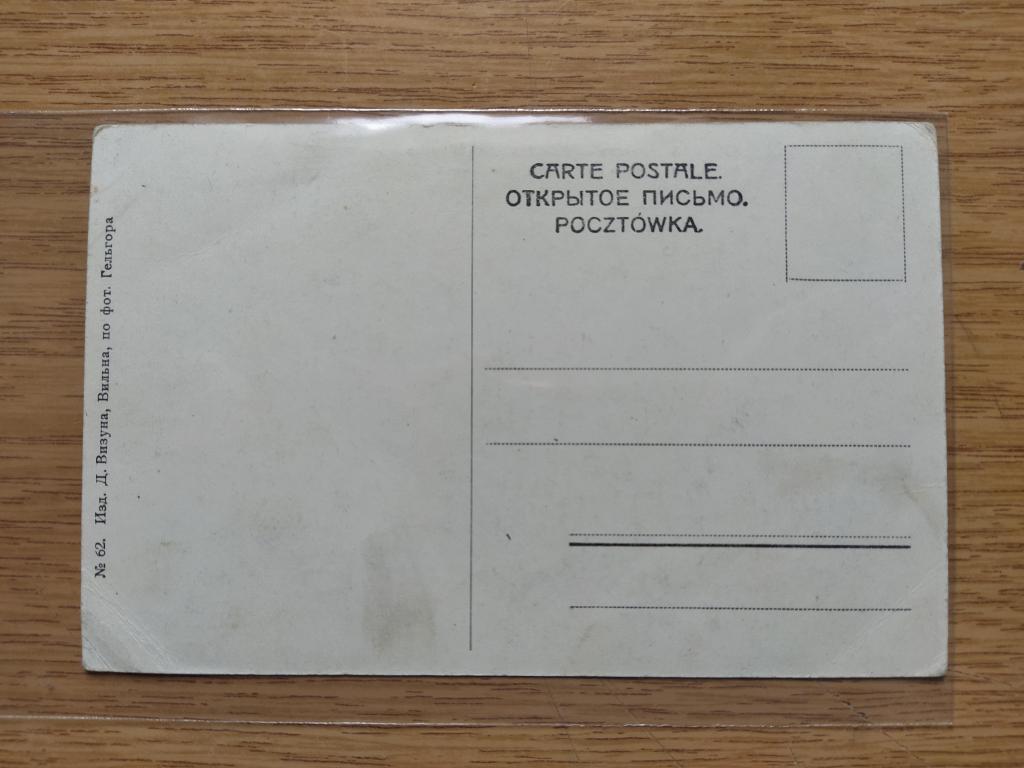 CARTE POSTALE.
ОТКРЫТОЕ ПИСЬМО.
POCZTÓWKA.
№ 62. Изд. Д. Визуна, Вильна, по фот. Гельгора